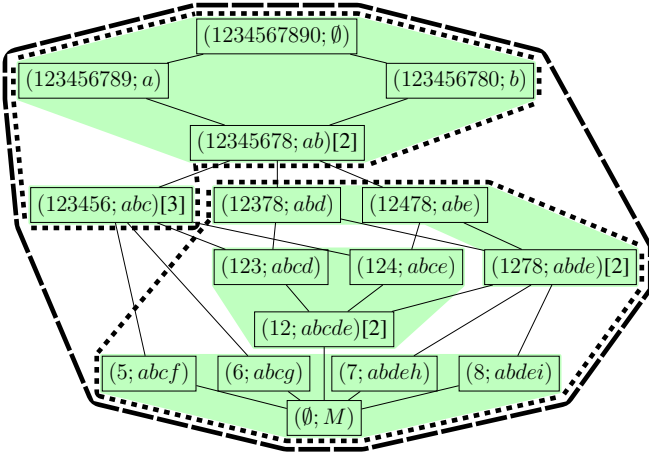 (1234567890; ∅)
(123456789; a) (123456780; b)
(12345678; ab)[2]
(123456; abc)[3] (12378; abd) (12478; abe)
(123; abcd) (124; abce) (1278; abde)[2]
(12; abcde)[2]
(5; abcf) (6; abcg) (7; abdeh) (8; abdei)
(∅; M)